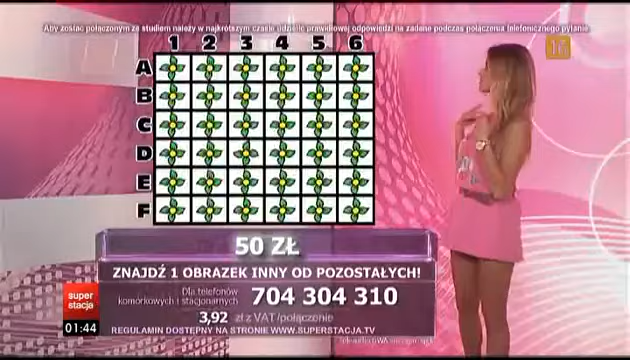 Aby zostać połączonym ze studiem należy w najkrótszym czasie udzielić prawidłowej odpowiedzi na zadane podczas połączenia telefonicznego pytanie
16
1 2 3 4 5 6
A
B
C
D
E
F
50 ZŁ
ZNAJDŹ 1 OBRAZEK INNY OD POZOSTAŁYCH!
Dla telefonów
komórkowych i stacjonarnych
704 304 310
3,92 zł z VAT/połączenie
REGULAMIN DOSTĘPNY NA STRONIE WWW.SUPERSTACJA.TV
super
stacja
01:44